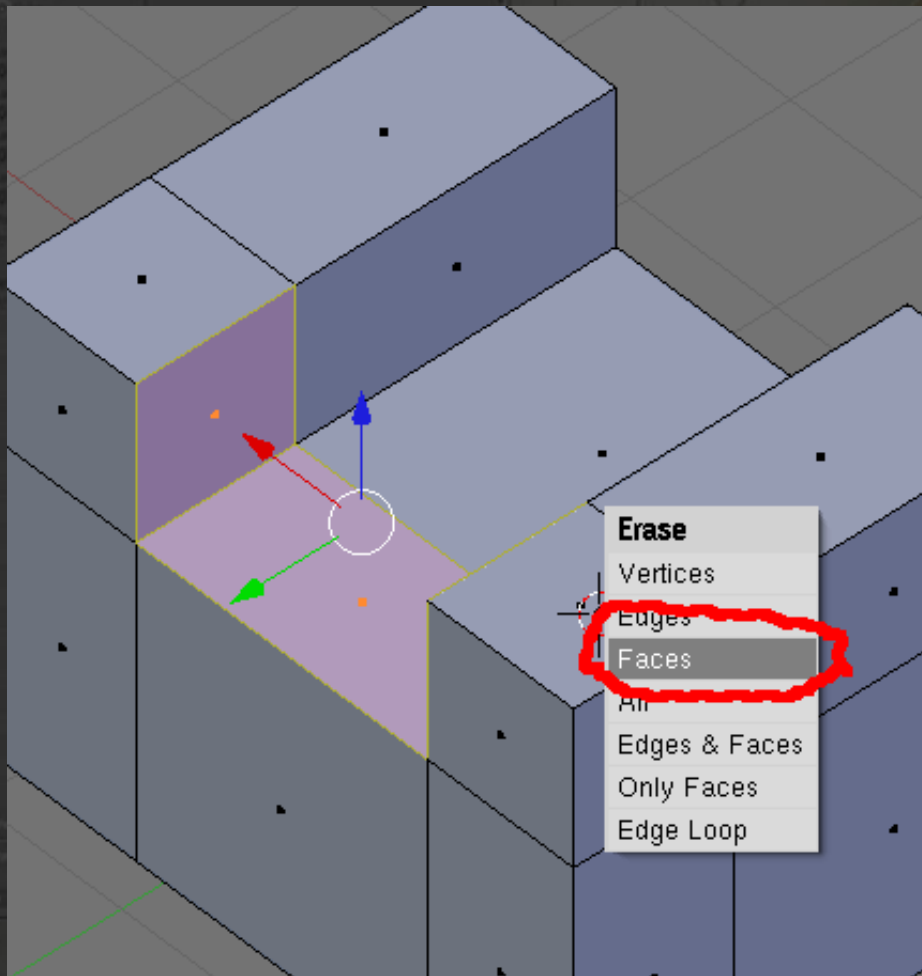 Erase
Vertices
Edges
Faces
All
Edges & Faces
Only Faces
Edge Loop